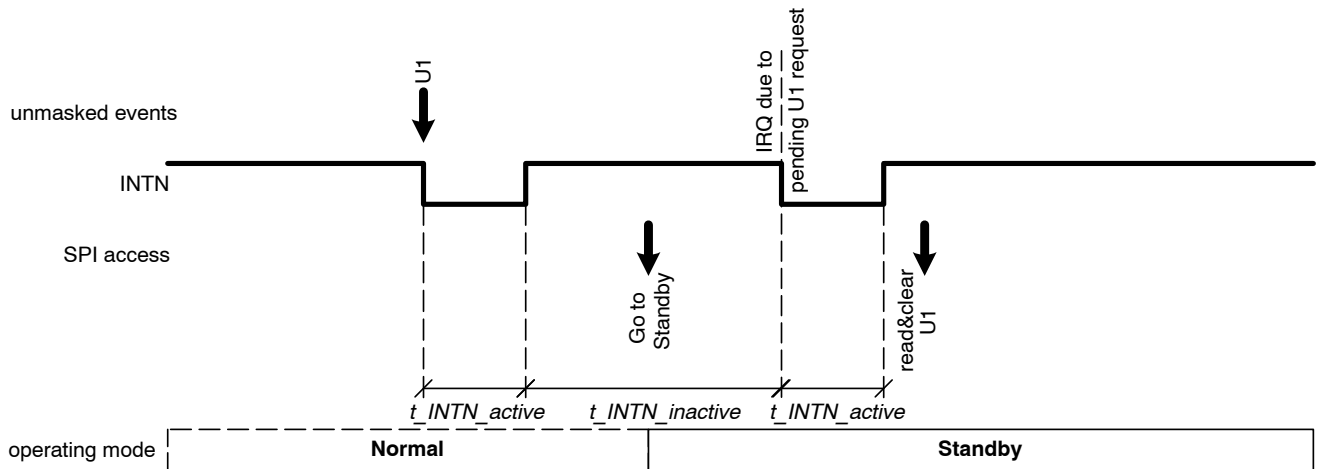 U1
IRQ due to
pending U1 request
unmasked events
INTN
SPI access
Go to
Standby
read&clear
U1
t_INTN_active
t_INTN_inactive
t_INTN_active
operating mode
Normal
Standby